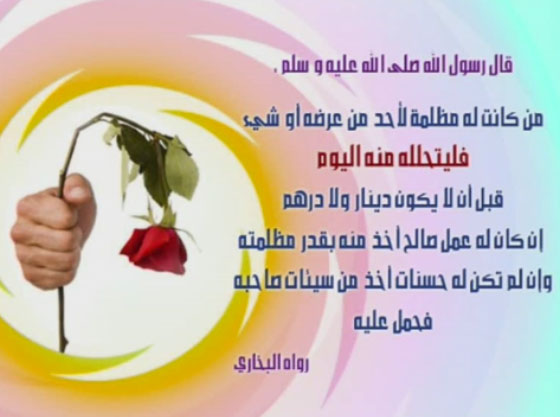 قال رسول الله صلى الله عليه و سلم .
من كانت له مظلمة لأحد من عرضه أو شيء
فليتحلله منه اليوم
قبل أن لا يكون دينار ولا درهم
إن كان له عمل صالح أخذ منه بقدر مظلمته
وإن لم تكن له حسنات أخذ من سيئات صاحبه
فحمل عليه
رواه البخاري